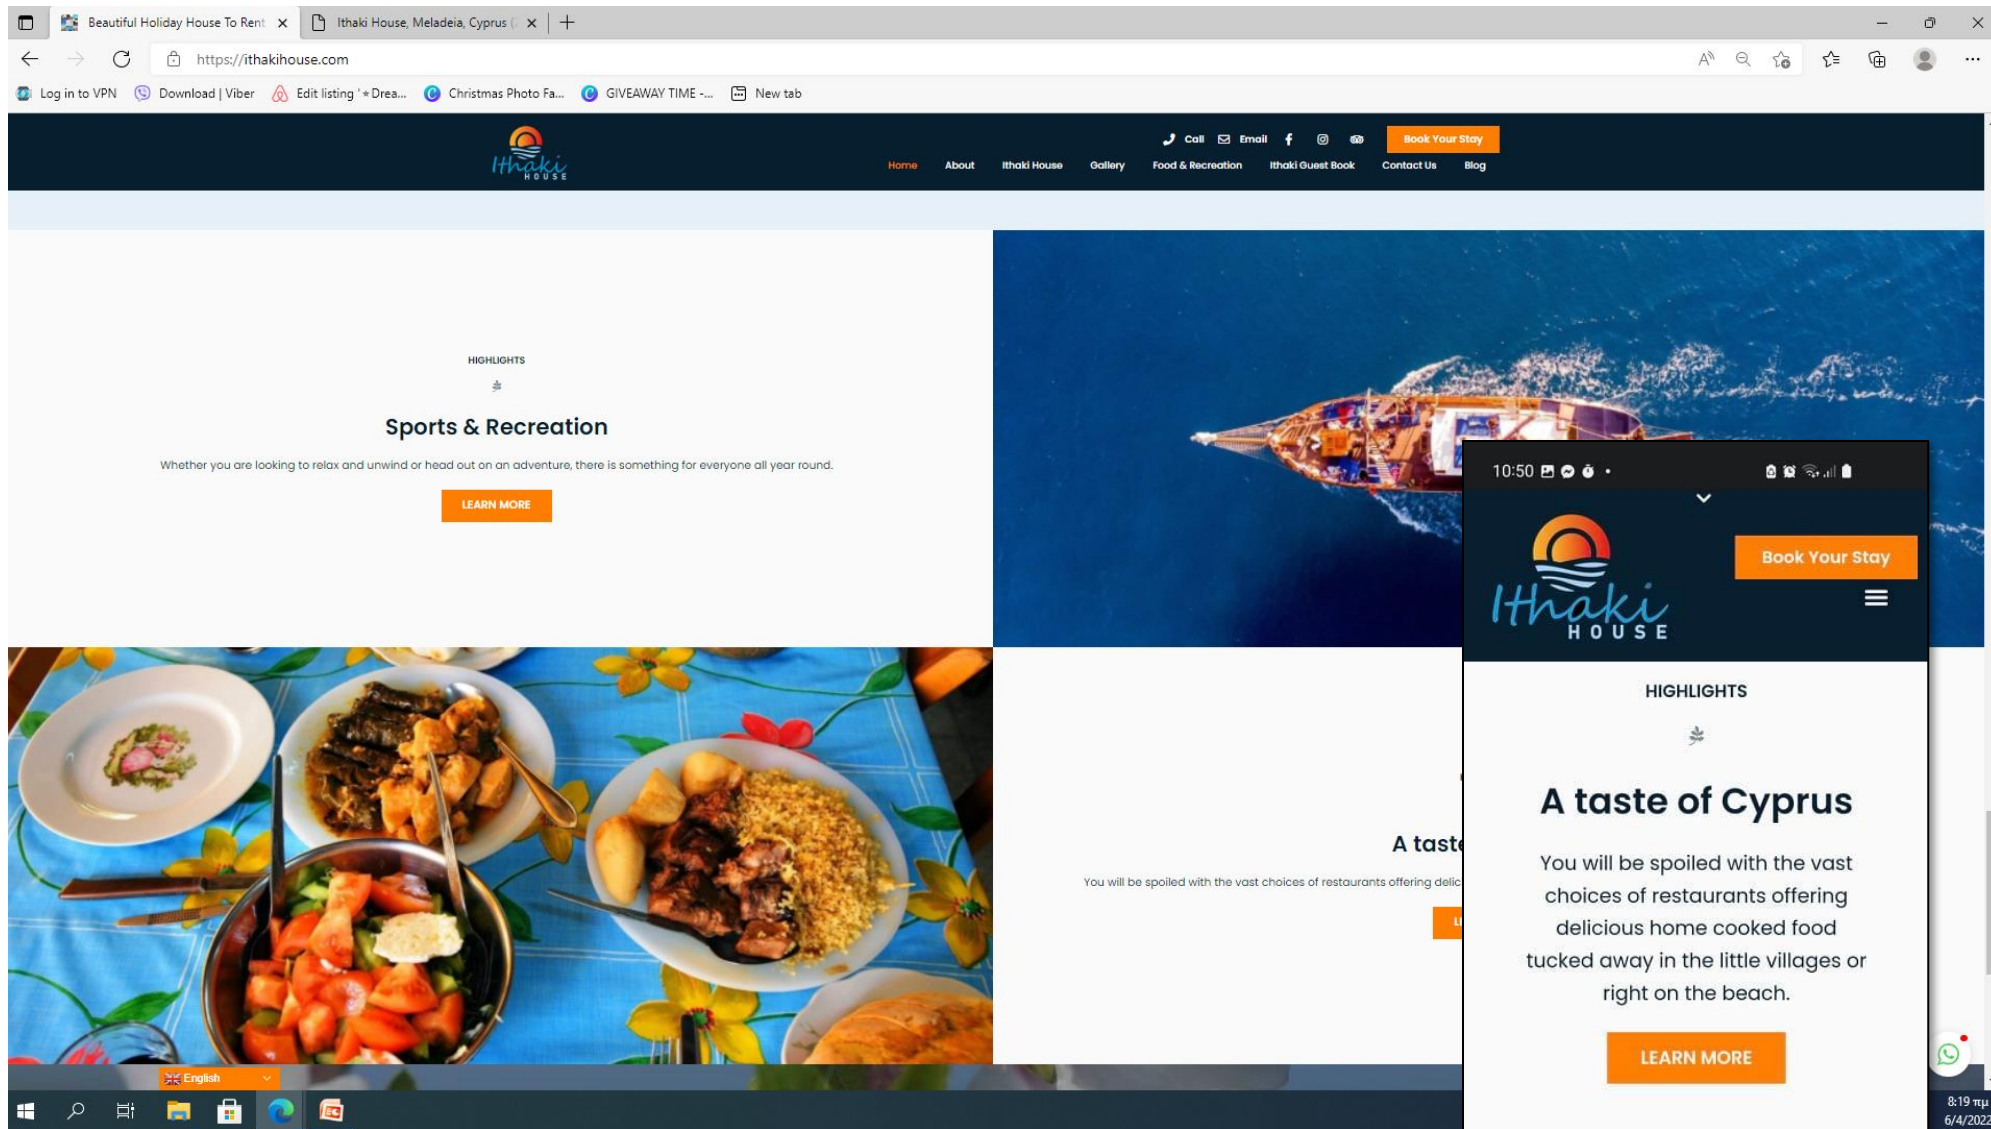 Beautiful Holiday House To Rent
Ithaki House, Meladeia, Cyprus
https://ithakihouse.com
Log in to VPN
Download | Viber
Edit listing '⭑Drea...
Christmas Photo Fa...
GIVEAWAY TIME -...
New tab
Ithaki
HOUSE
Call
Email
Book Your Stay
Home
About
Ithaki House
Gallery
Food & Recreation
Ithaki Guest Book
Contact Us
Blog
HIGHLIGHTS
Sports & Recreation
Whether you are looking to relax and unwind or head out on an adventure, there is something for everyone all year round.
LEARN MORE
A taste
You will be spoiled with the vast choices of restaurants offering delic
10:50
Ithaki
HOUSE
Book Your Stay
HIGHLIGHTS
A taste of Cyprus
You will be spoiled with the vast
choices of restaurants offering
delicious home cooked food
tucked away in the little villages or
right on the beach.
LEARN MORE
English
8:19 πμ
6/4/2022